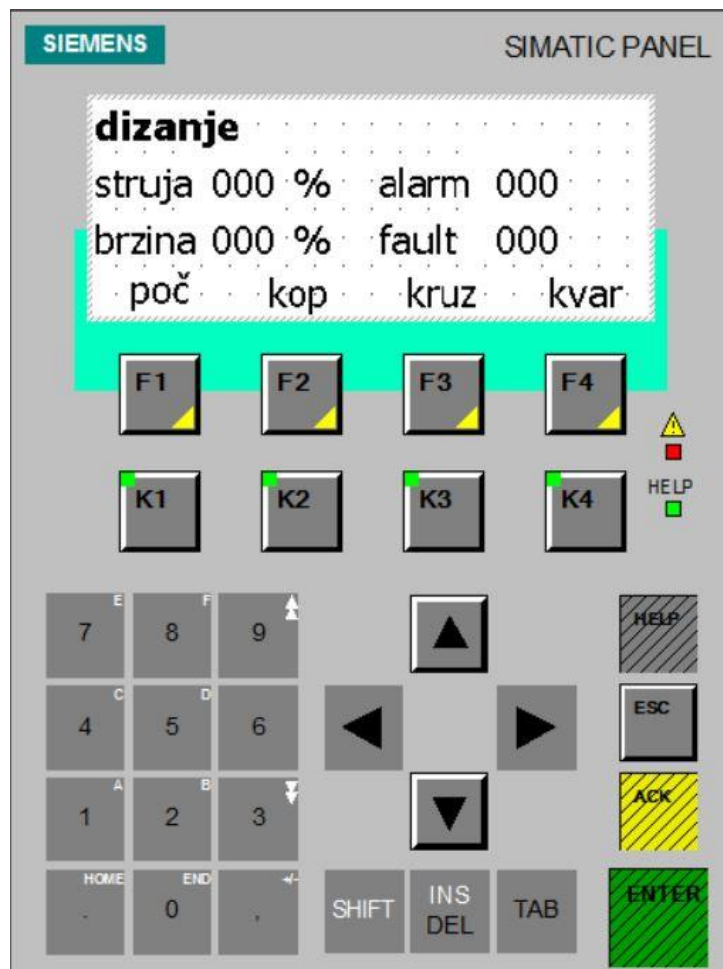 SIEMENS SIMATIC PANEL
dizanje
struja 000 % alarm 000
brzina 000 % fault 000
poč kop kruz kvar
F1 F2 F3 F4
K1 K2 K3 K4
HELP
E F
7 8 9 HELP
C D
4 5 6 ESC
A B
1 2 3 ACK
HOME END +/-
. 0 , SHIFT INS DEL TAB ENTER